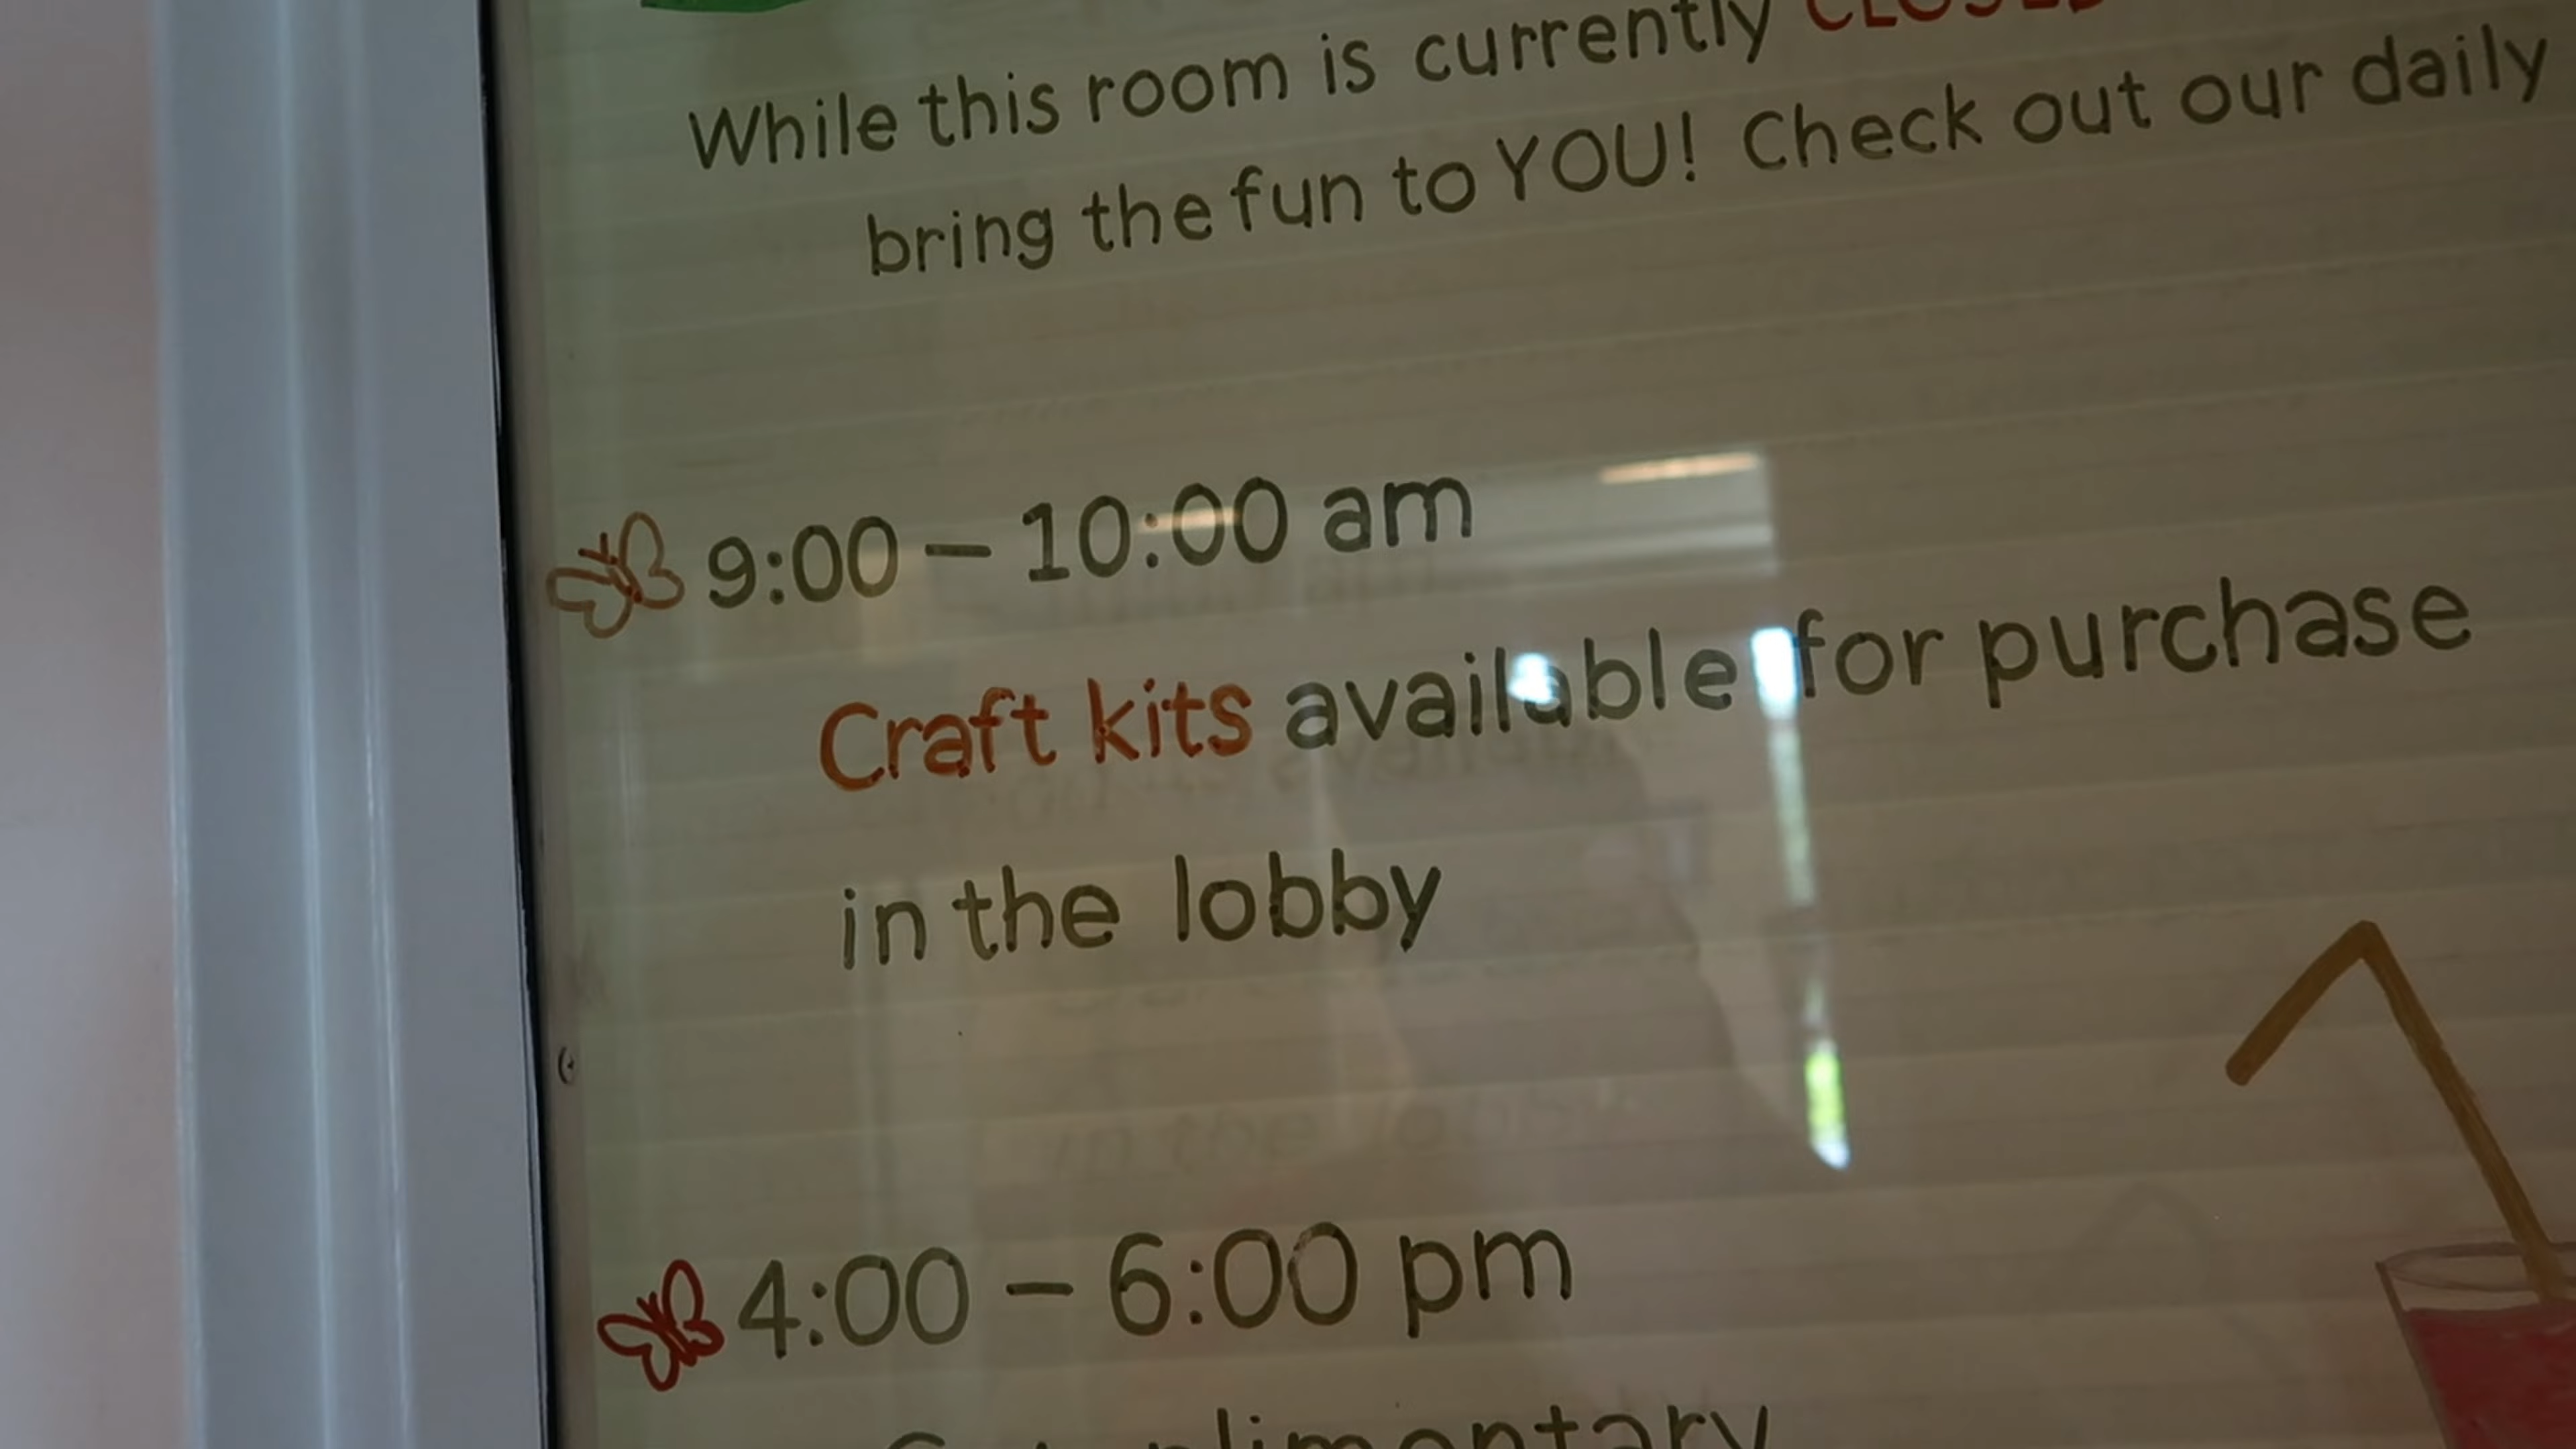 While this room is currently CLOSED
bring the fun to YOU! Check out our daily
9:00 – 10:00 am
Craft kits available for purchase
in the lobby
4:00 – 6:00 pm